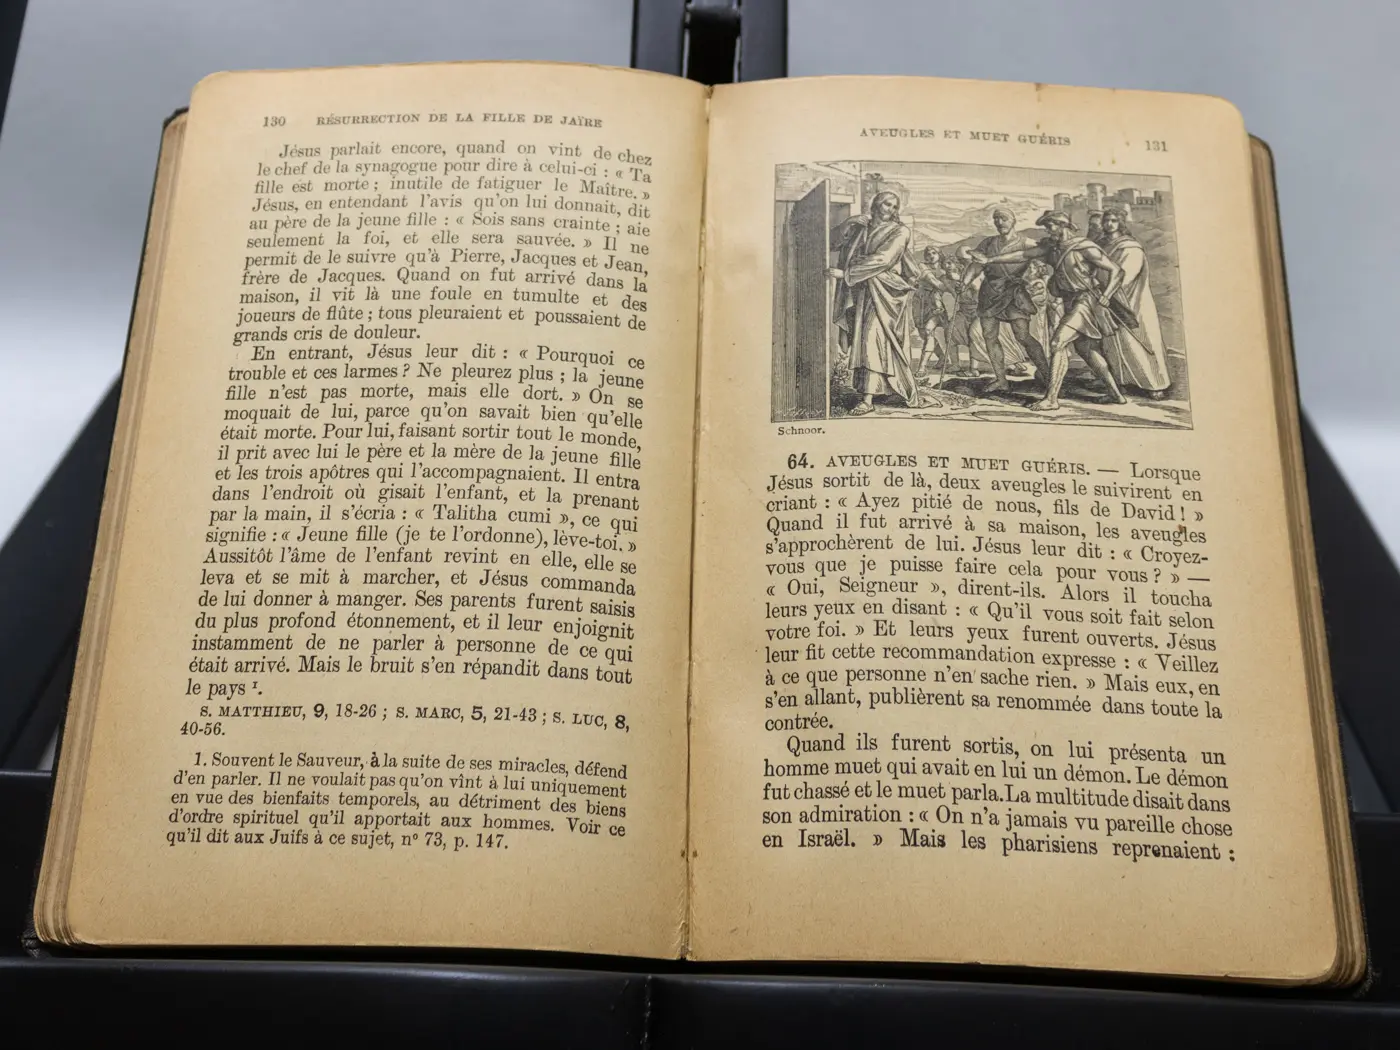 130 RÉSURRECTION DE LA FILLE DE JAÏRE
Jésus parlait encore, quand on vint de chez
le chef de la synagogue pour dire à celui-ci : « Ta
fille est morte ; inutile de fatiguer le Maître. »
Jésus, en entendant l'avis qu'on lui donnait, dit
au père de la jeune fille : « Sois sans crainte ; aie
seulement la foi, et elle sera sauvée. » Il ne
permit de le suivre qu'à Pierre, Jacques et Jean,
frère de Jacques. Quand on fut arrivé dans la
maison, il vit là une foule en tumulte et des
joueurs de flûte ; tous pleuraient et poussaient de
grands cris de douleur.
En entrant, Jésus leur dit : « Pourquoi ce
trouble et ces larmes ? Ne pleurez plus ; la jeune
fille n'est pas morte, mais elle dort. » On se
moquait de lui, parce qu'on savait bien qu'elle
était morte. Pour lui, faisant sortir tout le monde,
il prit avec lui le père et la mère de la jeune fille
et les trois apôtres qui l'accompagnaient. Il entra
dans l'endroit où gisait l'enfant, et la prenant
par la main, il s'écria : « Talitha cumi », ce qui
signifie : « Jeune fille (je te l'ordonne), lève-toi. »
Aussitôt l'âme de l'enfant revint en elle, elle se
leva et se mit à marcher, et Jésus commanda
de lui donner à manger. Ses parents furent saisis
du plus profond étonnement, et il leur enjoignit
instamment de ne parler à personne de ce qui
était arrivé. Mais le bruit s'en répandit dans tout
le pays ¹.
S. MATTHIEU, 9, 18-26 ; S. MARC, 5, 21-43 ; S. LUC, 8,
40-56.
1. Souvent le Sauveur, à la suite de ses miracles, défend
d'en parler. Il ne voulait pas qu'on vînt à lui uniquement
en vue des bienfaits temporels, au détriment des biens
d'ordre spirituel qu'il apportait aux hommes. Voir ce
qu'il dit aux Juifs à ce sujet, nº 73, p. 147.
AVEUGLES ET MUET GUÉRIS 131
Schnoor.
64. AVEUGLES ET MUET GUÉRIS. — Lorsque
Jésus sortit de là, deux aveugles le suivirent en
criant : « Ayez pitié de nous, fils de David ! »
Quand il fut arrivé à sa maison, les aveugles
s'approchèrent de lui. Jésus leur dit : « Croyez-
vous que je puisse faire cela pour vous ? » —
« Oui, Seigneur », dirent-ils. Alors il toucha
leurs yeux en disant : « Qu'il vous soit fait selon
votre foi. » Et leurs yeux furent ouverts. Jésus
leur fit cette recommandation expresse : « Veillez
à ce que personne n'en sache rien. » Mais eux, en
s'en allant, publièrent sa renommée dans toute la
contrée.
Quand ils furent sortis, on lui présenta un
homme muet qui avait en lui un démon. Le démon
fut chassé et le muet parla. La multitude disait dans
son admiration : « On n'a jamais vu pareille chose
en Israël. » Mais les pharisiens reprenaient :